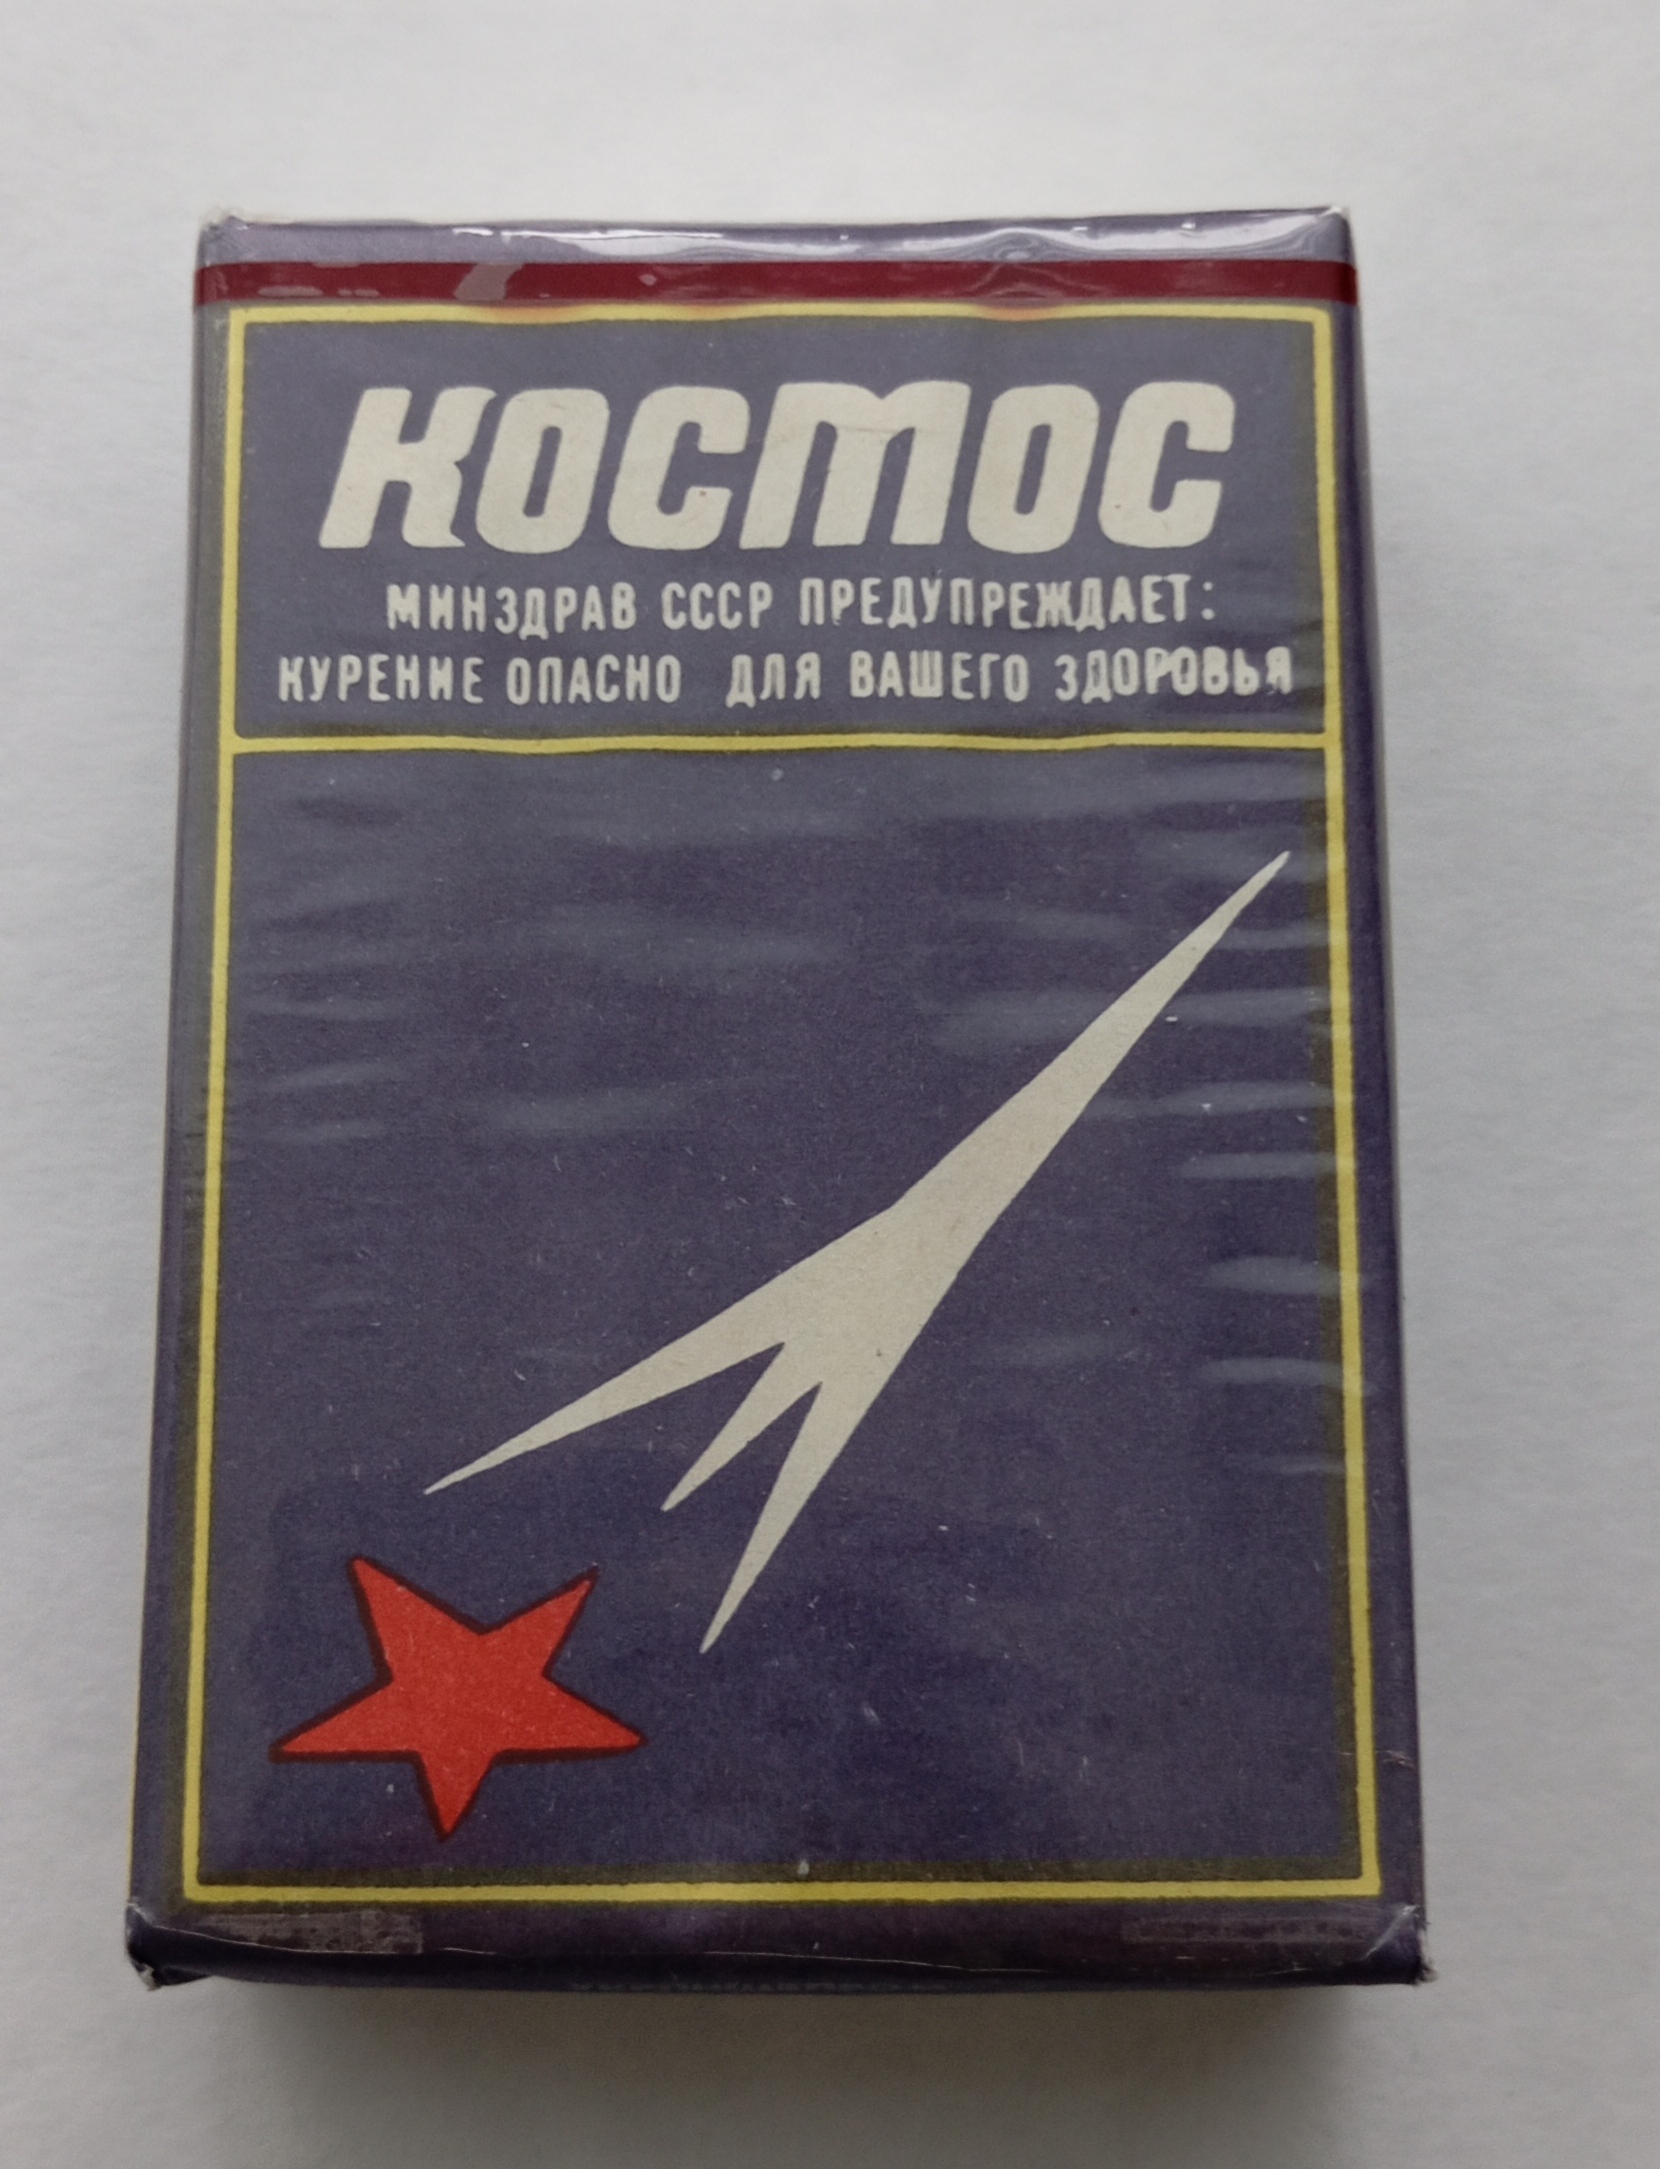 КОСМОС
МИНЗДРАВ СССР ПРЕДУПРЕЖДАЕТ:
КУРЕНИЕ ОПАСНО ДЛЯ ВАШЕГО ЗДОРОВЬЯ